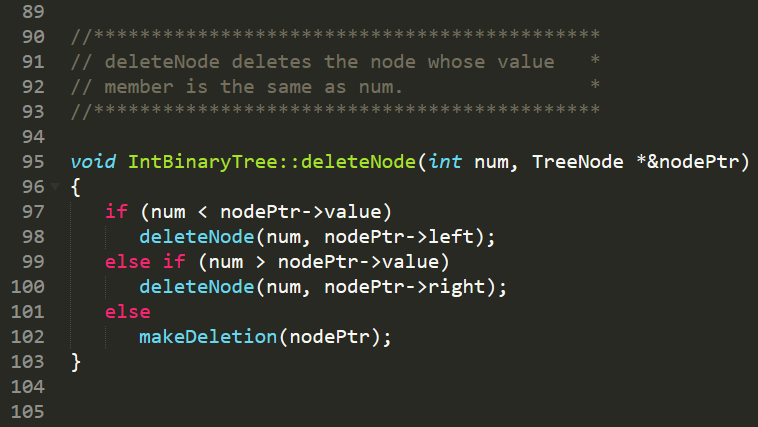 89
90 //********************************************
91 // deleteNode deletes the node whose value   *
92 // member is the same as num.                *
93 //********************************************
94
95 void IntBinaryTree::deleteNode(int num, TreeNode *&nodePtr)
96 {
97    if (num < nodePtr->value)
98       deleteNode(num, nodePtr->left);
99    else if (num > nodePtr->value)
100       deleteNode(num, nodePtr->right);
101    else
102       makeDeletion(nodePtr);
103 }
104
105